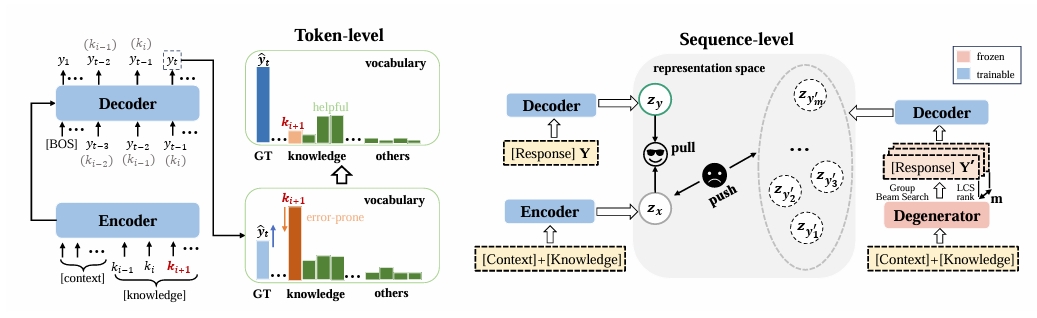 Token-level
(k_{i-1}) (k_i)
y_1 y_{t-2} y_{t-1} y_t
Decoder
[BOS] y_{t-3} y_{t-2} y_{t-1}
(k_{i-2}) (k_{i-1}) (k_i)
Encoder
k_{i-1} k_i k_{i+1}
[context]
[knowledge]
ŷ_t
vocabulary
helpful
k_{i+1}
GT knowledge others
vocabulary
k_{i+1}
ŷ_t
error-prone
GT knowledge others
Sequence-level
representation space
frozen
trainable
Decoder
[Response] Y
Encoder
[Context]+[Knowledge]
z_y
pull
z_x
push
z_{y'_m}
...
z_{y'_3}
z_{y'_2}
z_{y'_1}
Decoder
[Response] Y'
Group
Beam Search
LCS
rank
m
Degenerator
[Context]+[Knowledge]